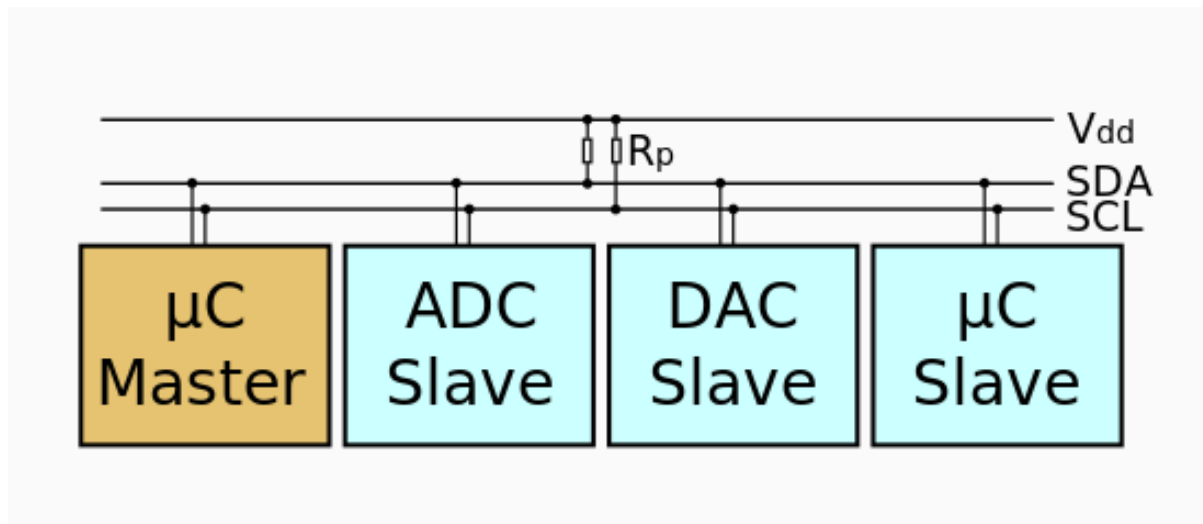 Vdd
Rp
SDA
SCL
µC
Master
ADC
Slave
DAC
Slave
µC
Slave